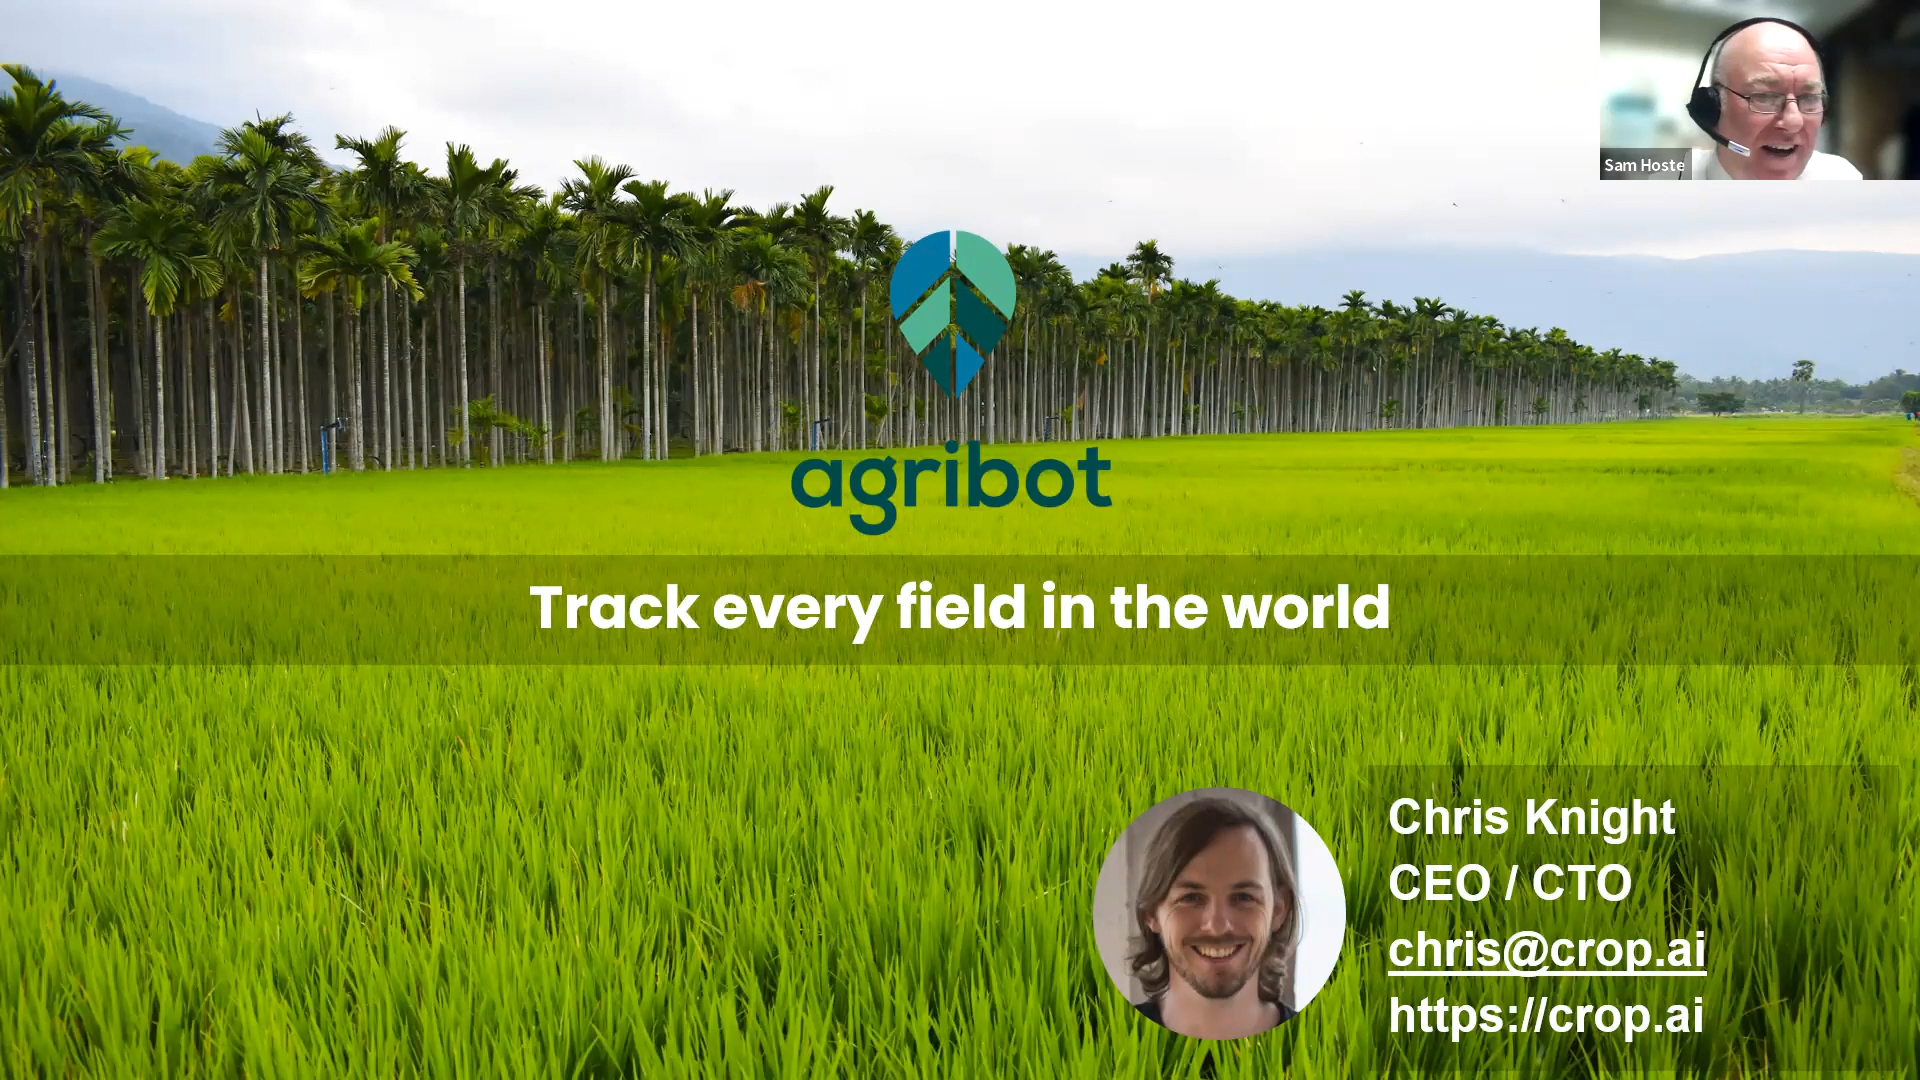 Sam Hoste
agribot
Track every field in the world
Chris Knight
CEO / CTO
chris@crop.ai
https://crop.ai